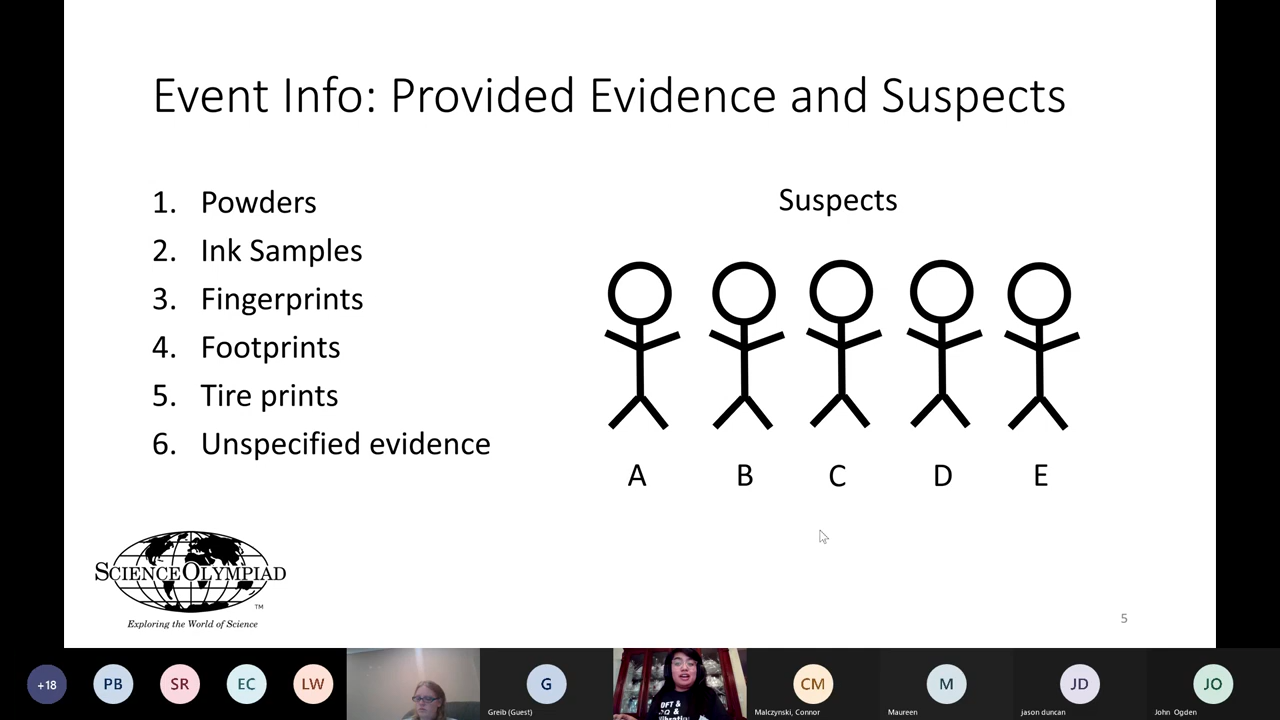 Event Info: Provided Evidence and Suspects
1. Powders
2. Ink Samples
3. Fingerprints
4. Footprints
5. Tire prints
6. Unspecified evidence
Suspects
A B C D E
SCIENCE OLYMPIAD
TM
Exploring the World of Science
5
+18 PB SR EC LW G CM M JD JO
DFT &
Greib (Guest) Malczynski, Connor Maureen jason duncan John Ogden